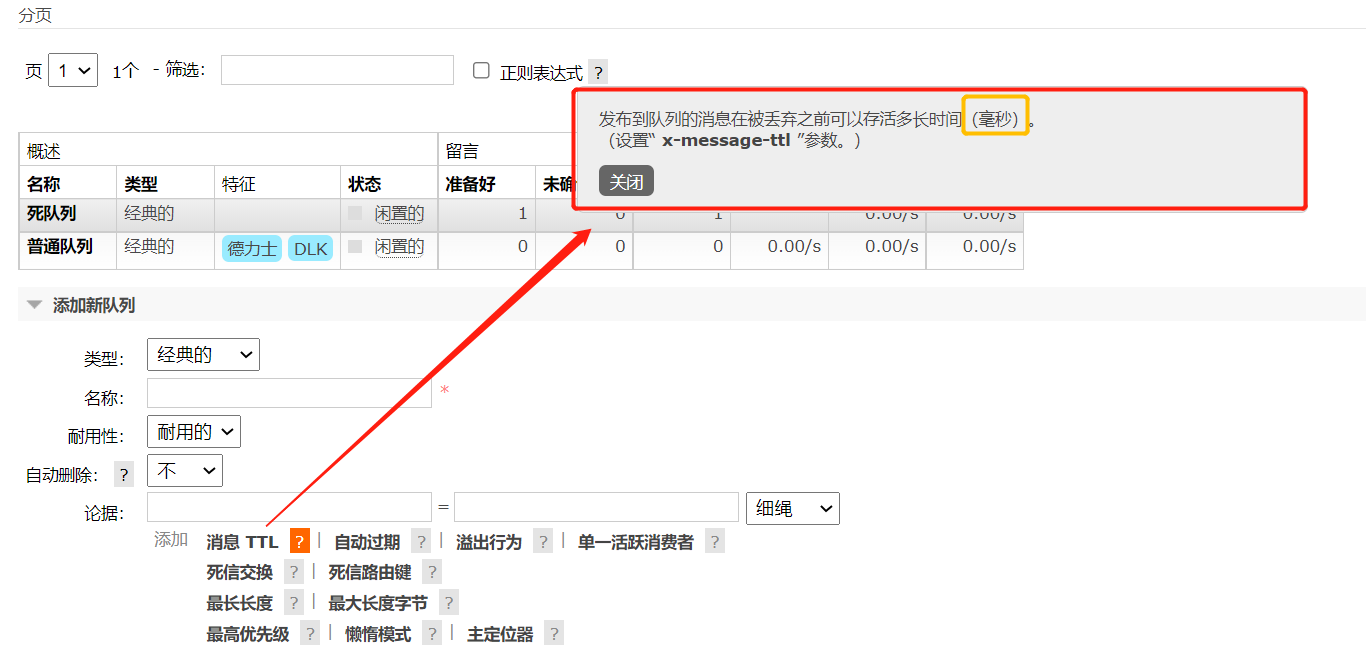 分页
页 1 1个 - 筛选： 正则表达式 ?
发布到队列的消息在被丢弃之前可以存活多长时间（毫秒）。
（设置“ x-message-ttl ”参数。）
关闭
概述 留言
名称 类型 特征 状态 准备好 未确
死队列 经典的 闲置的 1 0 1 0.00/s 0.00/s
普通队列 经典的 德力士 DLK 闲置的 0 0 0 0.00/s 0.00/s 0.00/s
添加新队列
类型： 经典的
名称： *
耐用性： 耐用的
自动删除： ? 不
论据： = 细绳
添加 消息 TTL ? | 自动过期 ? | 溢出行为 ? | 单一活跃消费者 ?
死信交换 ? | 死信路由键 ?
最长长度 ? | 最大长度字节 ?
最高优先级 ? | 懒惰模式 ? | 主定位器 ?